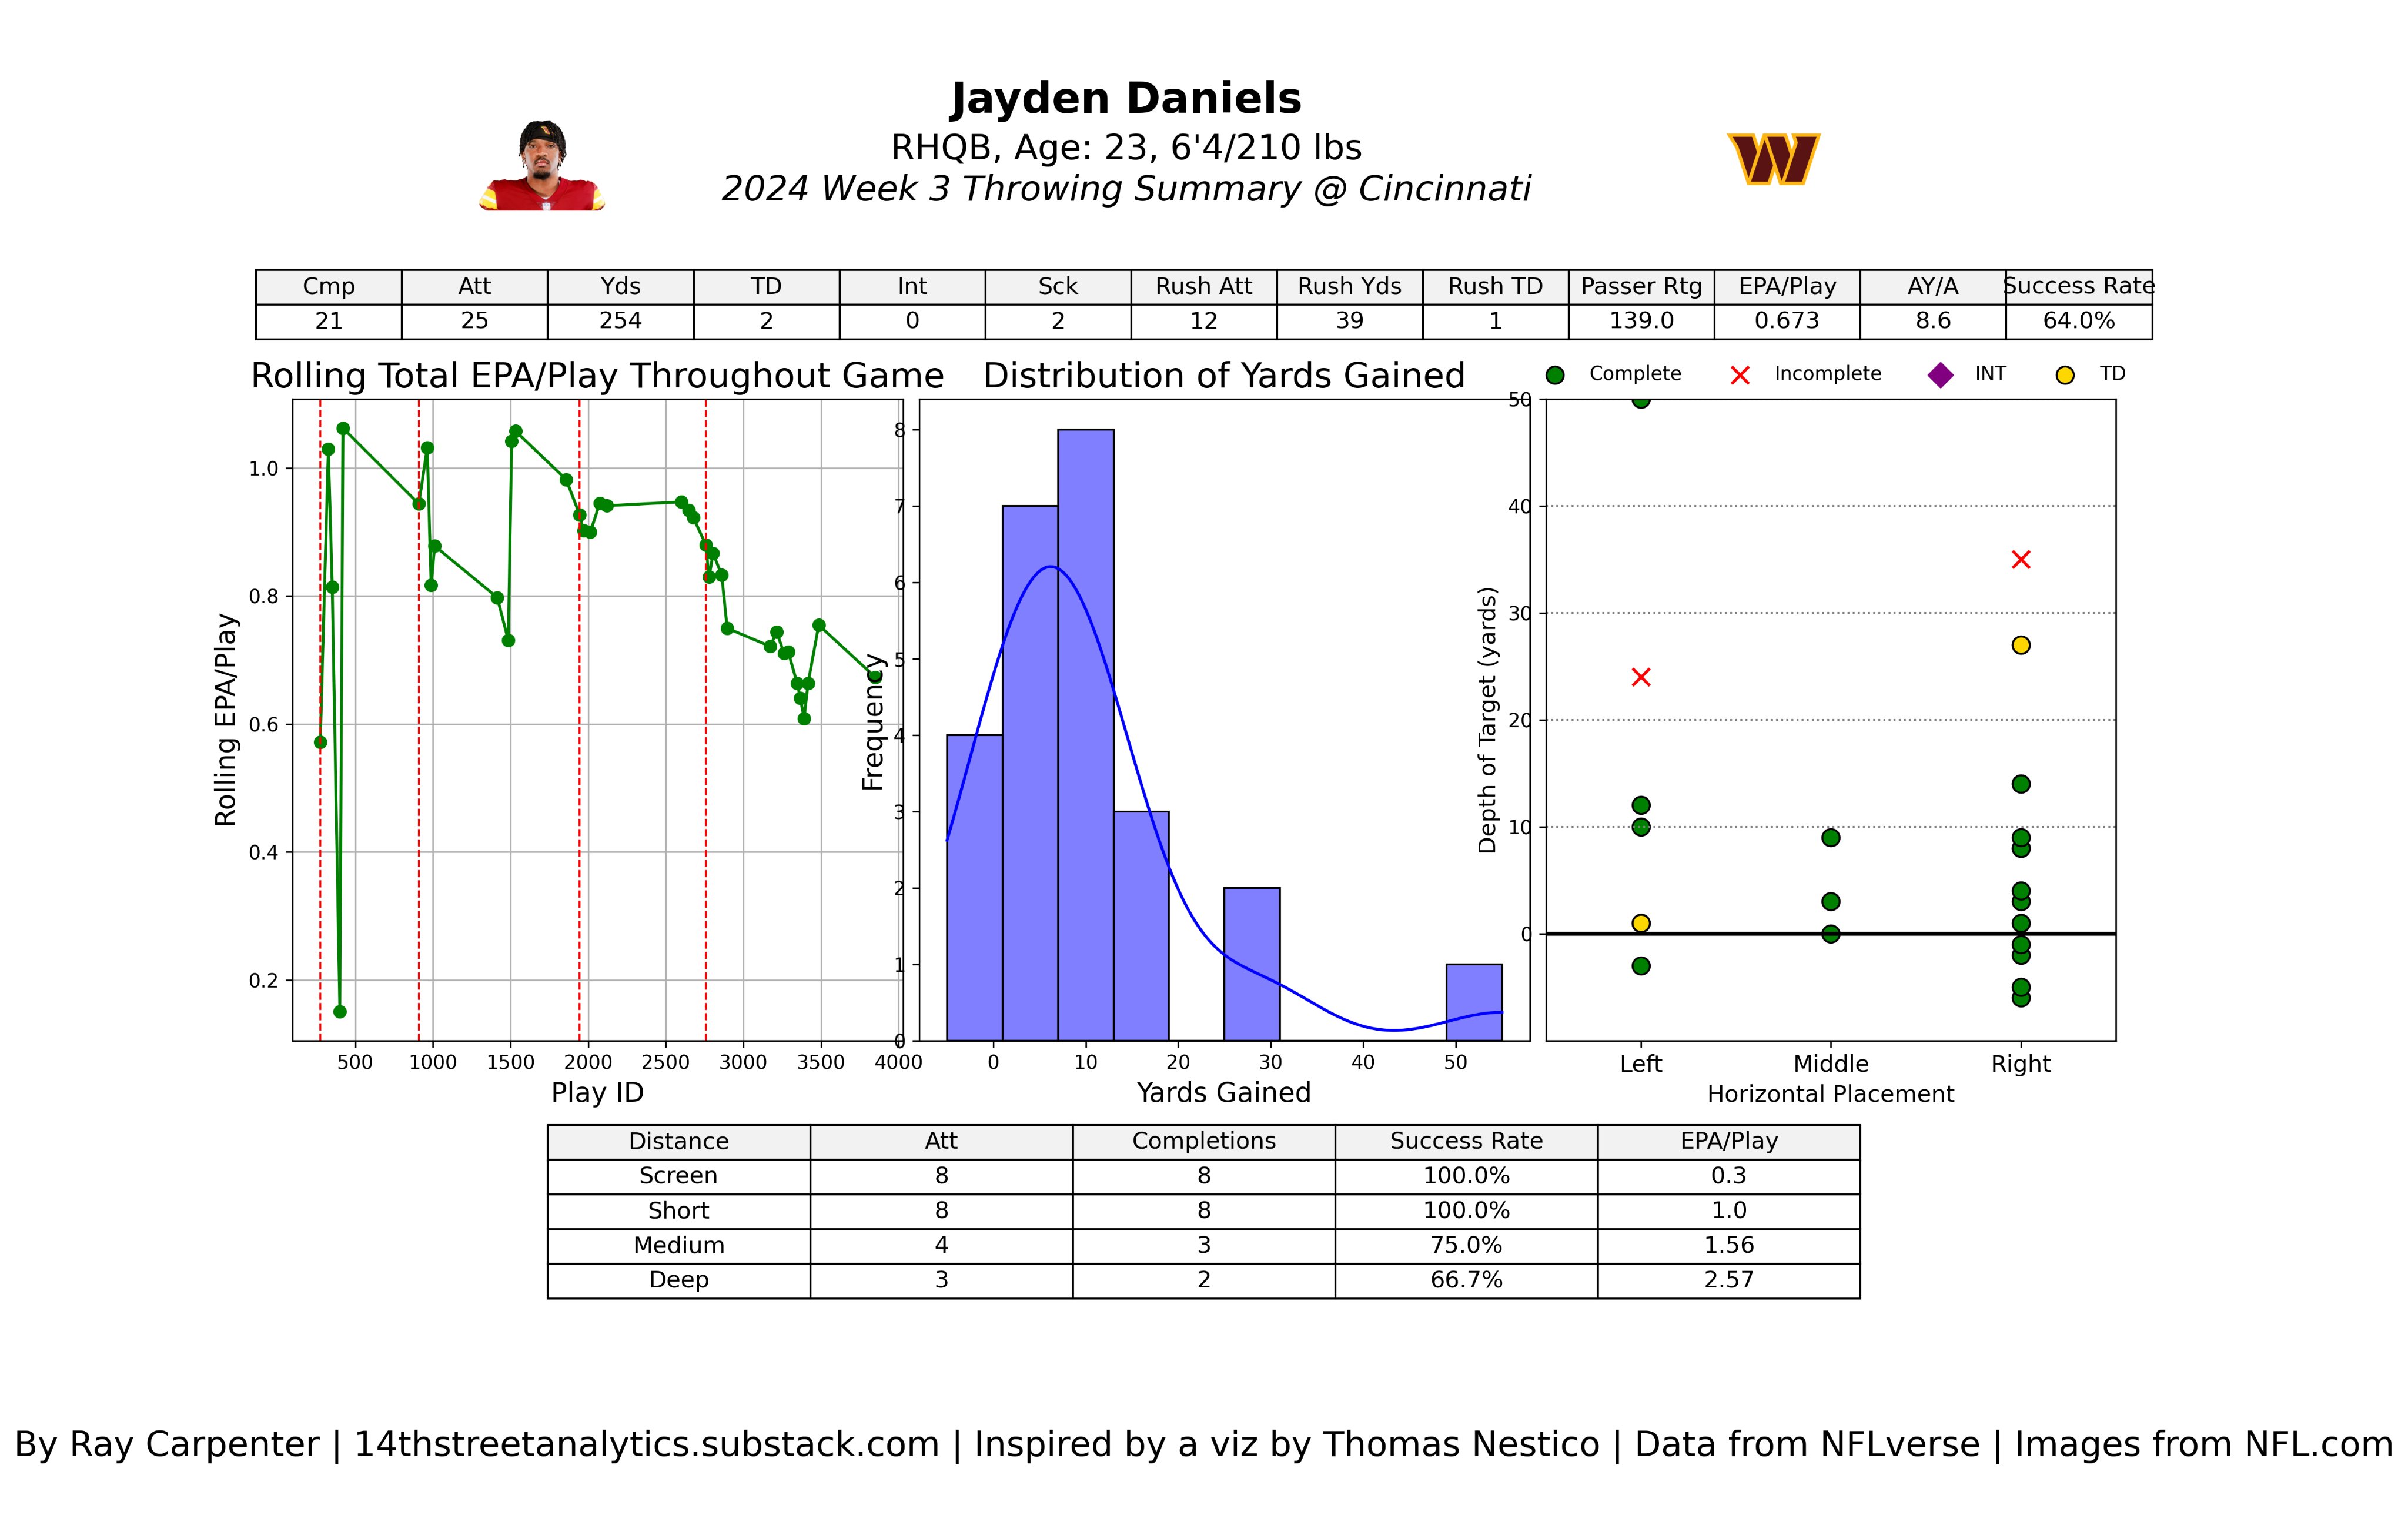 Jayden Daniels
RHQB, Age: 23, 6'4/210 lbs
2024 Week 3 Throwing Summary @ Cincinnati
Cmp Att Yds TD Int Sck Rush Att Rush Yds Rush TD Passer Rtg EPA/Play AY/A Success Rate
21 25 254 2 0 2 12 39 1 139.0 0.673 8.6 64.0%
Rolling Total EPA/Play Throughout Game
Rolling EPA/Play
1.0
0.8
0.6
0.4
0.2
500 1000 1500 2000 2500 3000 3500 4000
Play ID
Distribution of Yards Gained
Frequency
8
7
6
5
4
3
2
1
0
0 10 20 30 40 50
Yards Gained
Complete Incomplete INT TD
Depth of Target (yards)
50
40
30
20
10
0
Left Middle Right
Horizontal Placement
Distance Att Completions Success Rate EPA/Play
Screen 8 8 100.0% 0.3
Short 8 8 100.0% 1.0
Medium 4 3 75.0% 1.56
Deep 3 2 66.7% 2.57
By Ray Carpenter | 14thstreetanalytics.substack.com | Inspired by a viz by Thomas Nestico | Data from NFLverse | Images from NFL.com